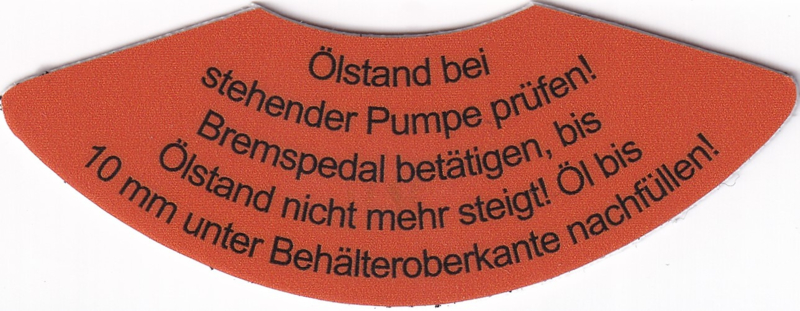 Ölstand bei
stehender Pumpe prüfen!
Bremspedal betätigen, bis
Ölstand nicht mehr steigt! Öl bis
10 mm unter Behälteroberkante nachfüllen!